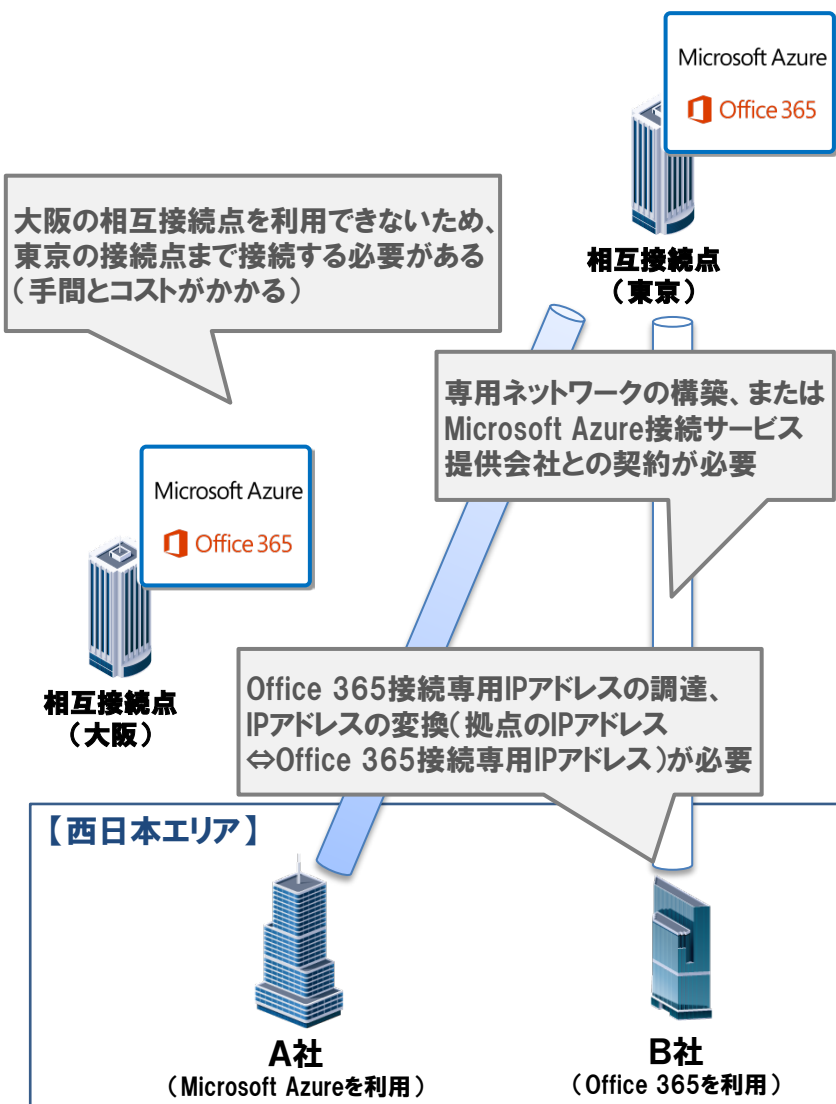 Microsoft Azure
Office 365
相互接続点
（東京）
大阪の相互接続点を利用できないため、
東京の接続点まで接続する必要がある
（手間とコストがかかる）
専用ネットワークの構築、または
Microsoft Azure接続サービス
提供会社との契約が必要
Microsoft Azure
Office 365
相互接続点
（大阪）
Office 365接続専用IPアドレスの調達、
IPアドレスの変換（拠点のIPアドレス
⇔Office 365接続専用IPアドレス）が必要
【西日本エリア】
A社
（Microsoft Azureを利用）
B社
（Office 365を利用）